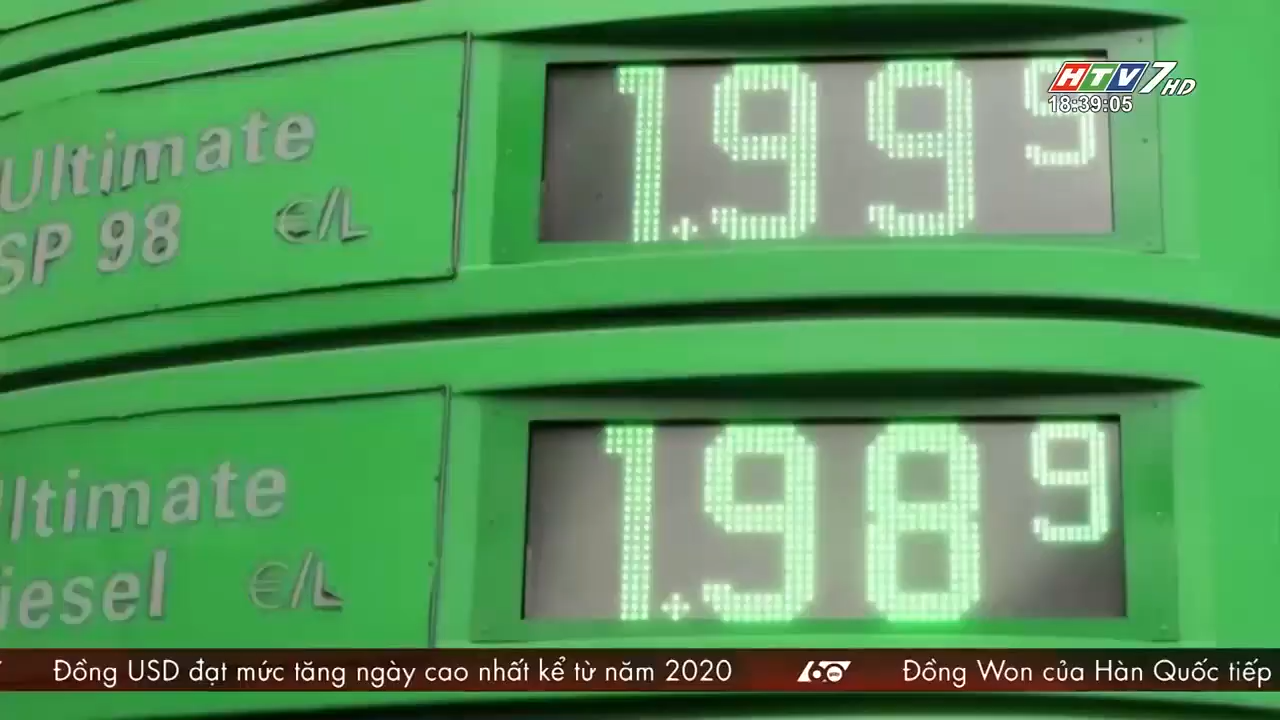 Ultimate
SP 98 €/L
1.999
HTV7 HD
18:39:05
ltimate
iesel €/L
1.989
Đồng USD đạt mức tăng ngày cao nhất kể từ năm 2020
60
Đồng Won của Hàn Quốc tiếp